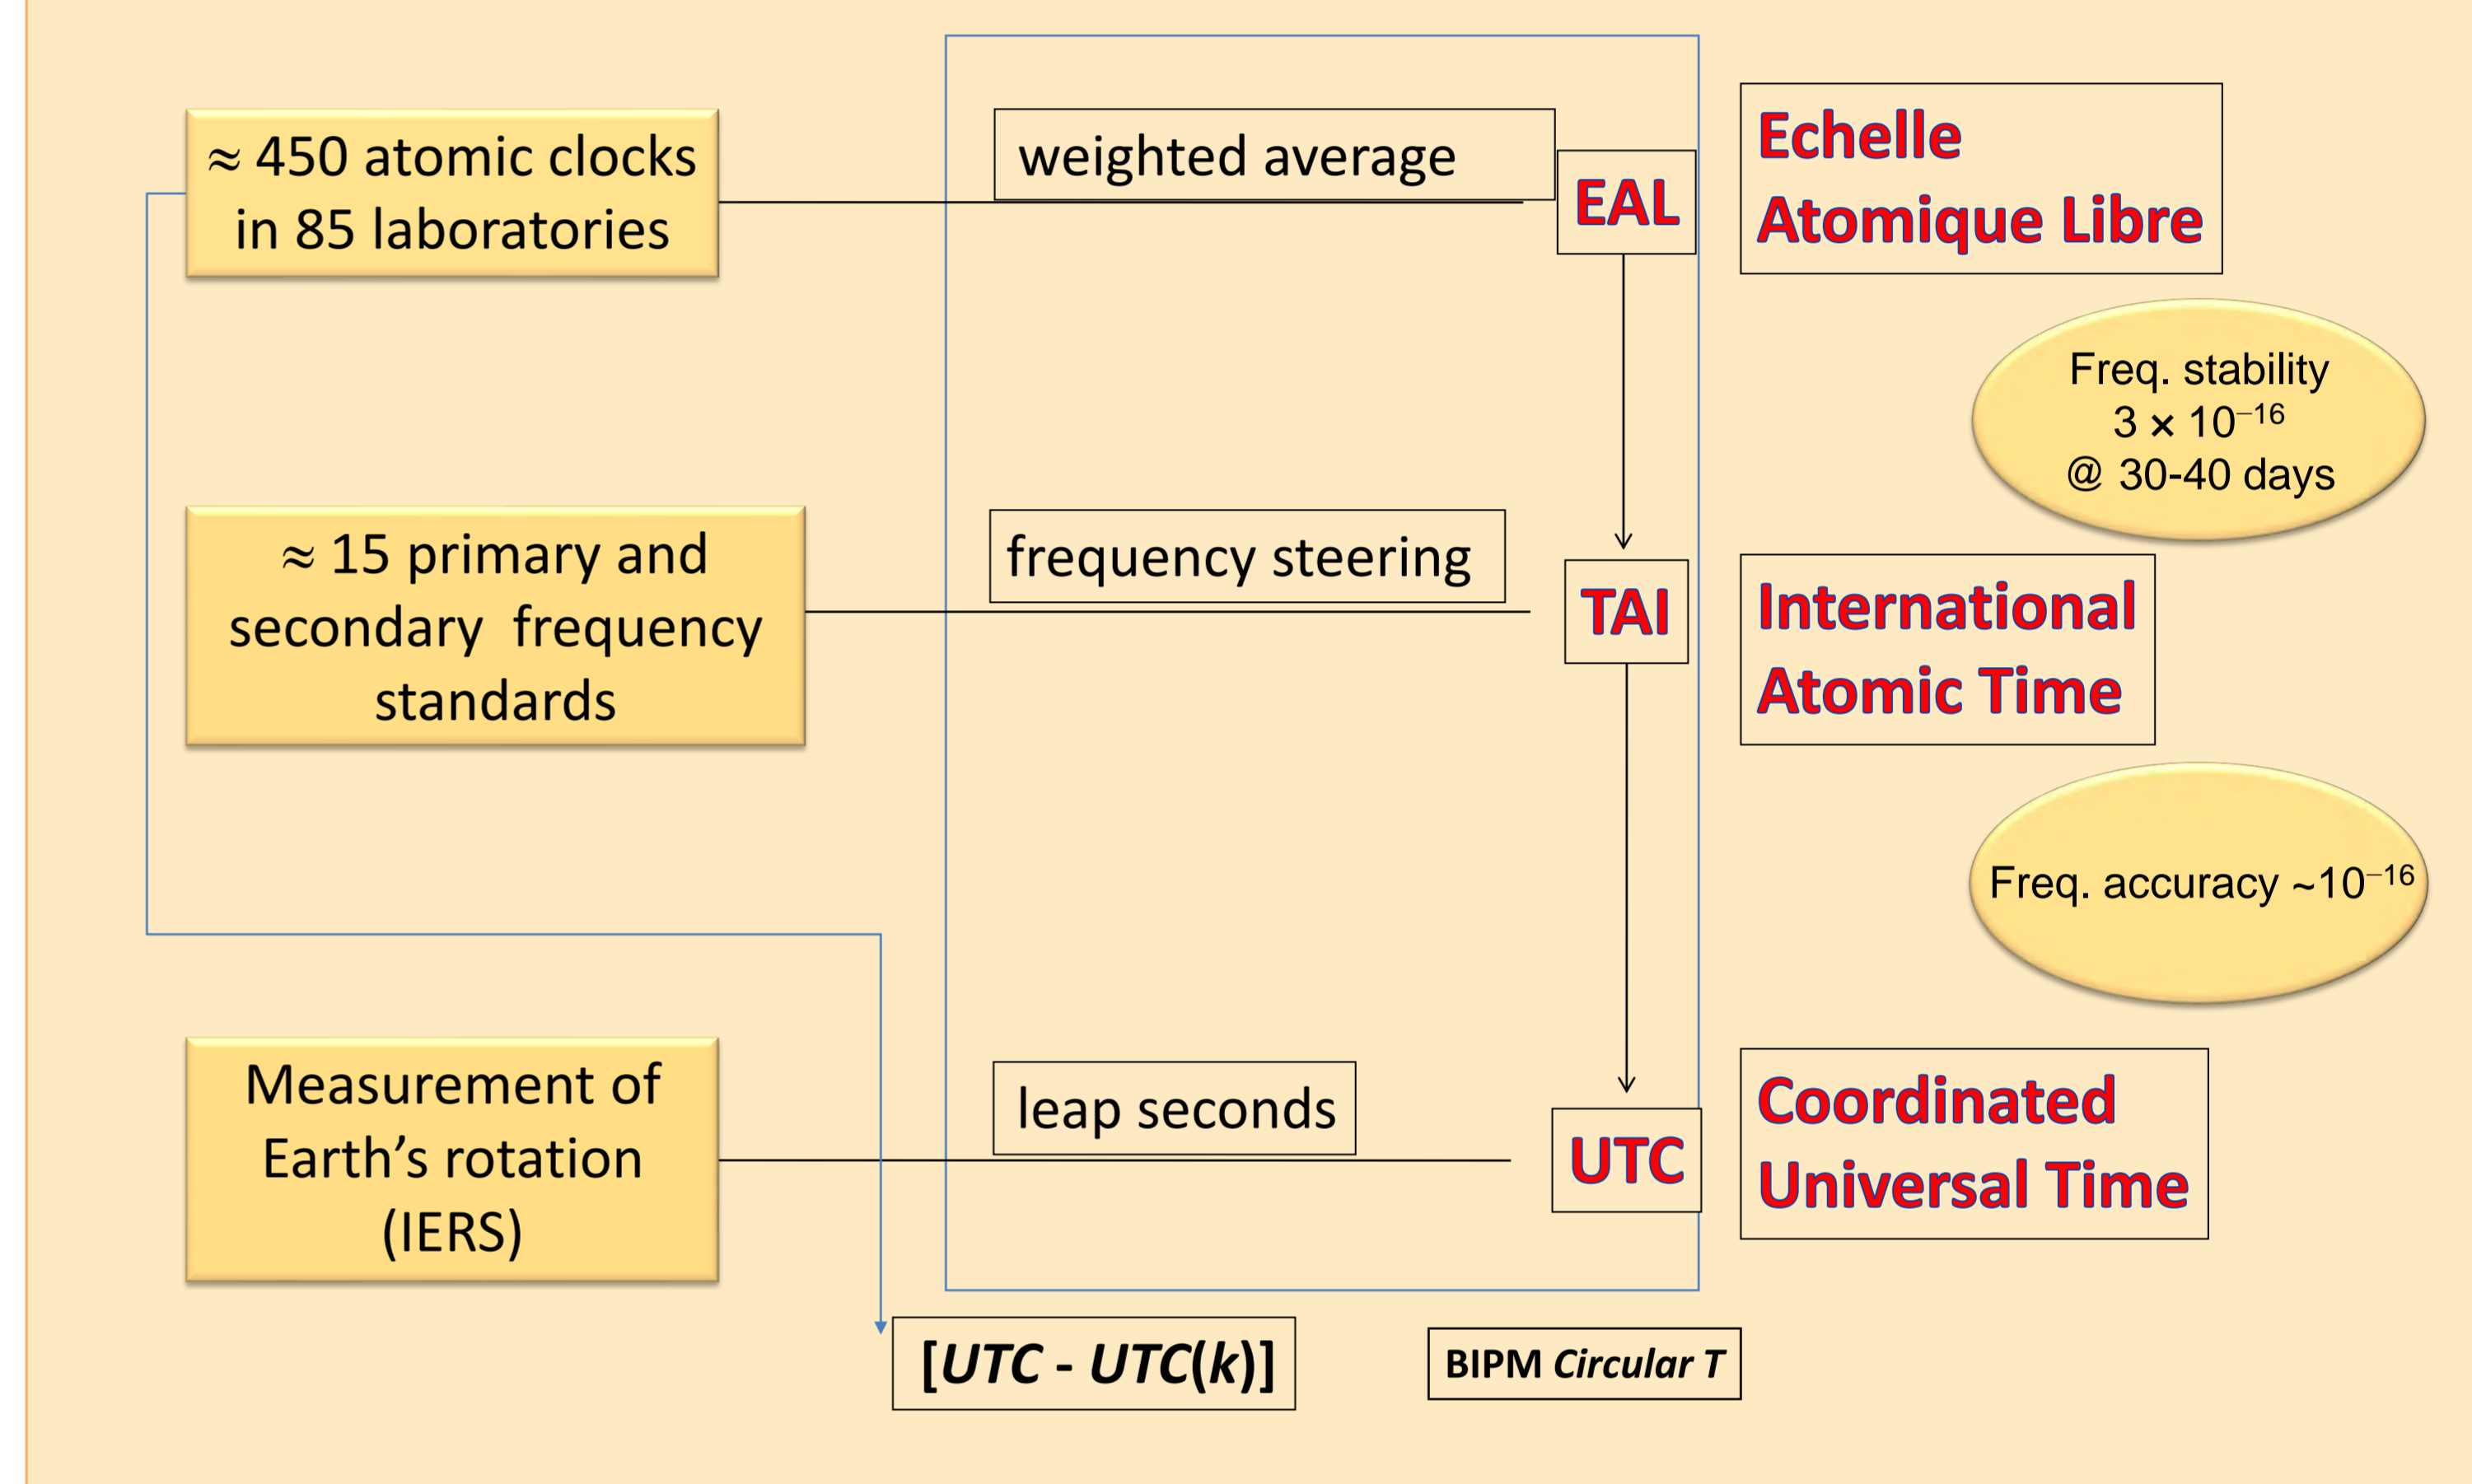 ≈ 450 atomic clocks
in 85 laboratories
weighted average
EAL
Echelle
Atomique Libre
Freq. stability
3 × 10⁻¹⁶
@ 30-40 days
≈ 15 primary and
secondary frequency
standards
frequency steering
TAI
International
Atomic Time
Freq. accuracy ~10⁻¹⁶
Measurement of
Earth’s rotation
(IERS)
leap seconds
UTC
Coordinated
Universal Time
[UTC - UTC(k)]
BIPM Circular T